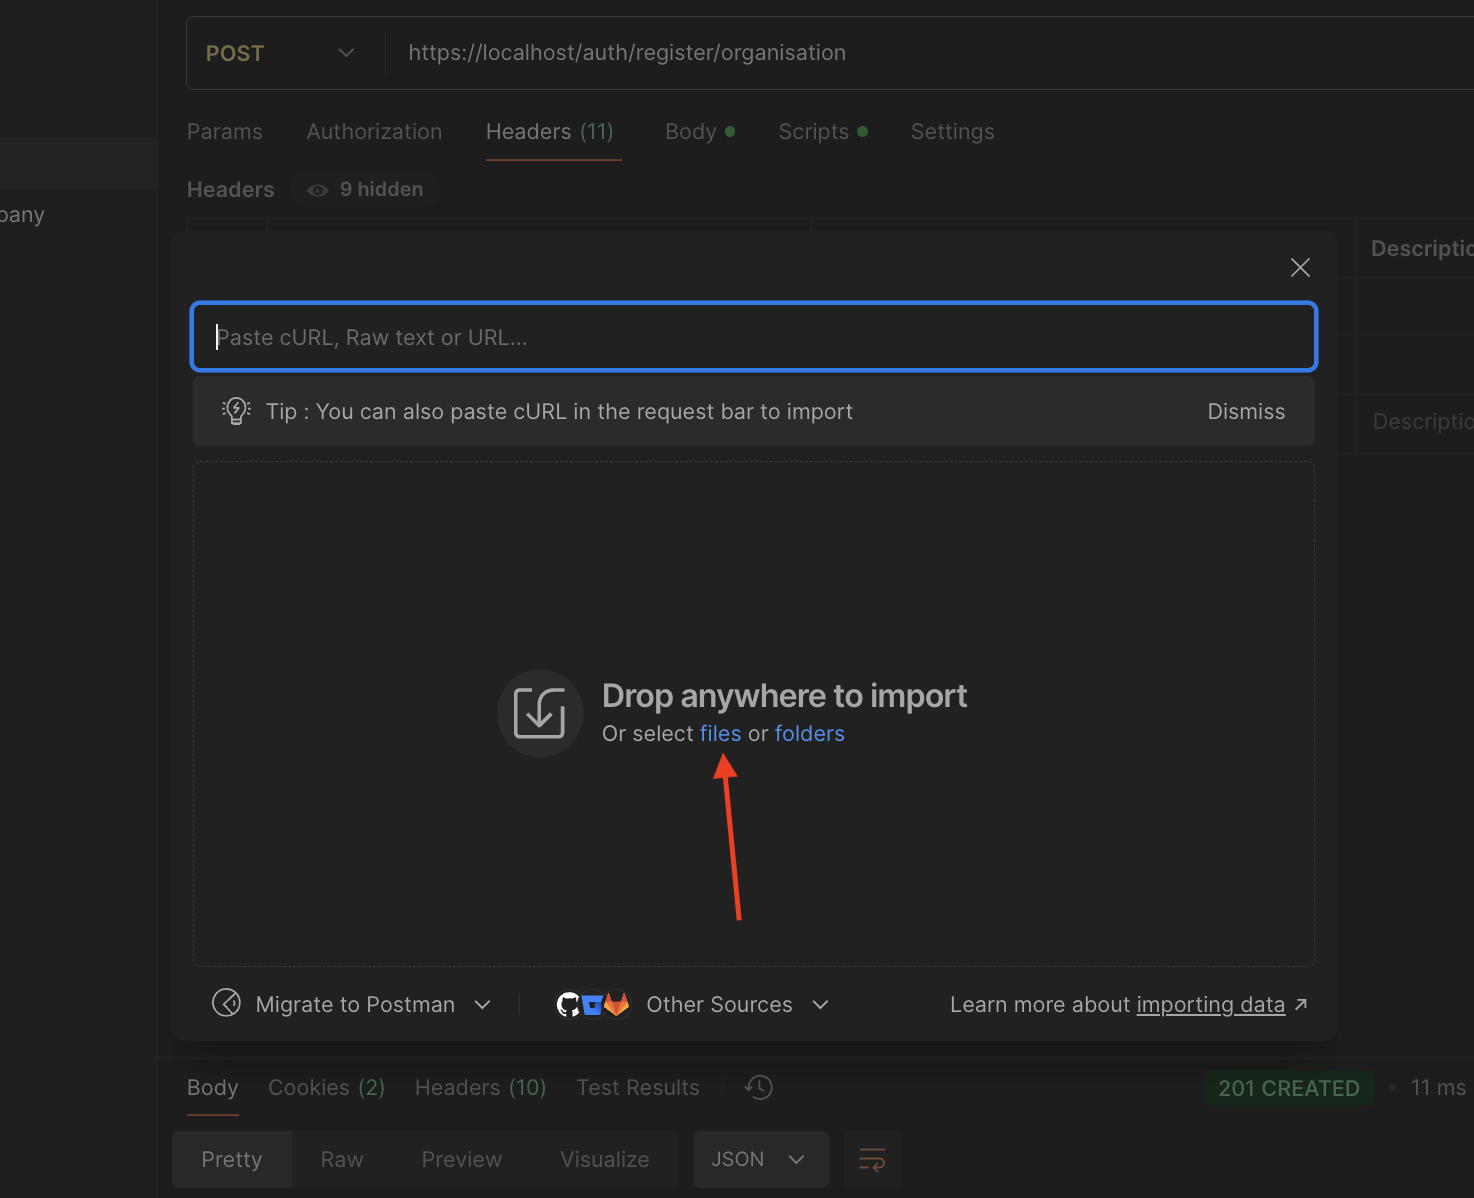 POST
https://localhost/auth/register/organisation
Params Authorization Headers (11) Body Scripts Settings
Headers 9 hidden
Paste cURL, Raw text or URL...
Tip : You can also paste cURL in the request bar to import Dismiss
Drop anywhere to import
Or select files or folders
Migrate to Postman Other Sources Learn more about importing data ↗
Body Cookies (2) Headers (10) Test Results 201 CREATED • 11 ms
Pretty Raw Preview Visualize JSON